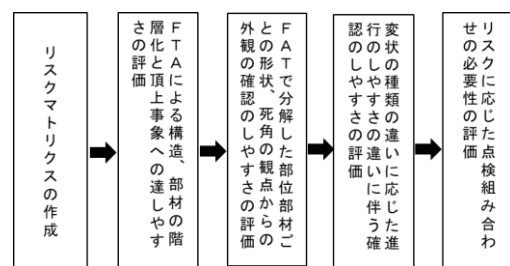 リスクマトリクスの作成
ＦＴＡによる構造、部材の階
層化と頂上事象への達しやす
さの評価
ＦＡＴで分解した部位部材ご
との形状、死角の観点からの
外観の確認のしやすさの評価
変状の種類の違いに応じた進
行のしやすさの違いに伴う確
認のしやすさの評価
リスクに応じた点検組み合わ
せの必要性の評価